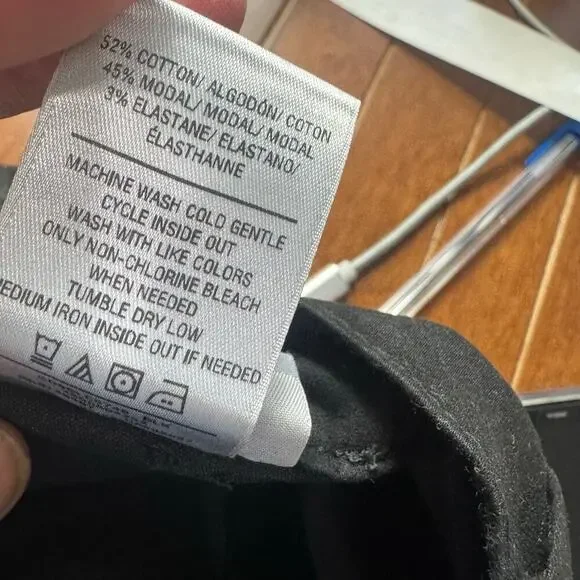 52% COTTON/ ALGODÓN/ COTON
45% MODAL/ MODAL/ MODAL
3% ELASTANE/ ELASTANO/
ÉLASTHANNE
MACHINE WASH COLD GENTLE
CYCLE INSIDE OUT
WASH WITH LIKE COLORS
ONLY NON-CHLORINE BLEACH
WHEN NEEDED
TUMBLE DRY LOW
MEDIUM IRON INSIDE OUT IF NEEDED